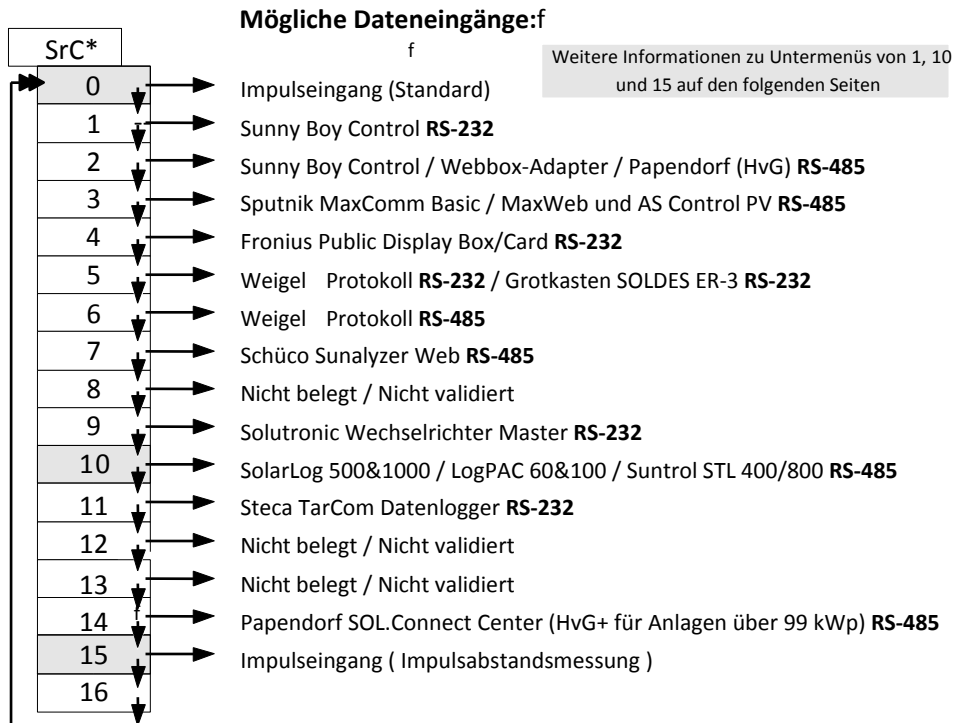 Mögliche Dateneingänge:f
SrC*
f
Weitere Informationen zu Untermenüs von 1, 10
und 15 auf den folgenden Seiten
0 Impulseingang (Standard)
1 Sunny Boy Control RS-232
2 Sunny Boy Control / Webbox-Adapter / Papendorf (HvG) RS-485
3 Sputnik MaxComm Basic / MaxWeb und AS Control PV RS-485
4 Fronius Public Display Box/Card RS-232
5 Weigel Protokoll RS-232 / Grotkasten SOLDES ER-3 RS-232
6 Weigel Protokoll RS-485
7 Schüco Sunalyzer Web RS-485
8 Nicht belegt / Nicht validiert
9 Solutronic Wechselrichter Master RS-232
10 SolarLog 500&1000 / LogPAC 60&100 / Suntrol STL 400/800 RS-485
11 Steca TarCom Datenlogger RS-232
12 Nicht belegt / Nicht validiert
13 Nicht belegt / Nicht validiert
14 f Papendorf SOL.Connect Center (HvG+ für Anlagen über 99 kWp) RS-485
15 Impulseingang ( Impulsabstandsmessung )
16